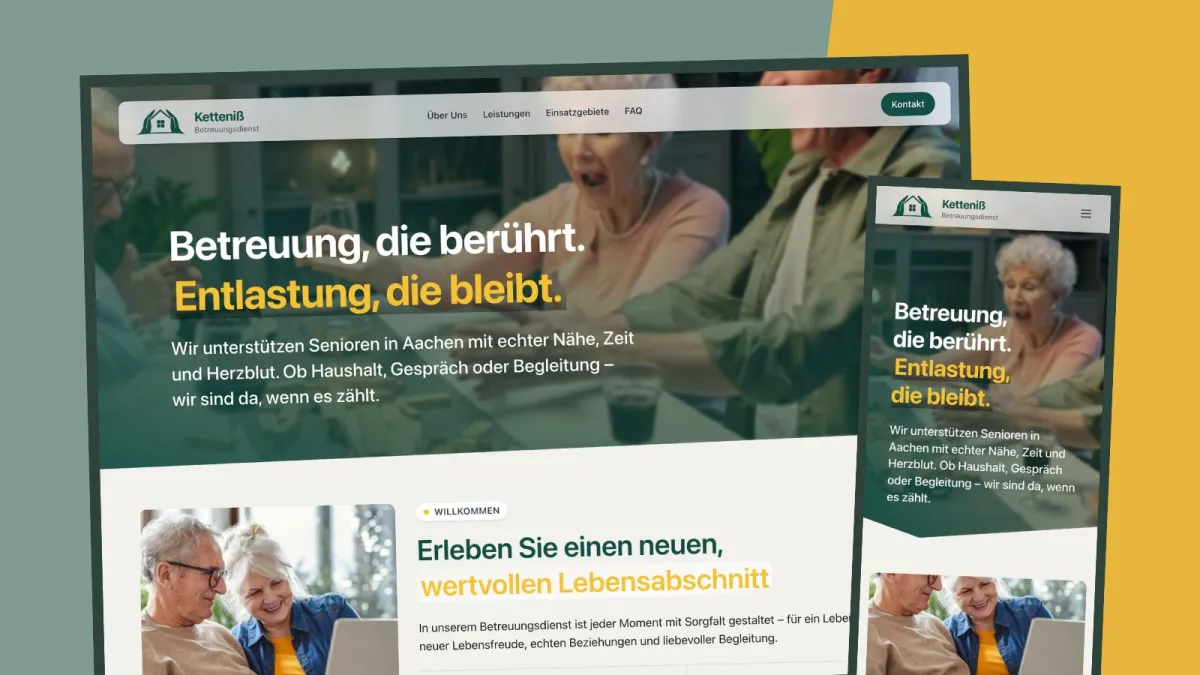 Ketteniß
Betreuungsdienst
Über Uns
Leistungen
Einsatzgebiete
FAQ
Kontakt
Betreuung, die berührt.
Entlastung, die bleibt.
Wir unterstützen Senioren in Aachen mit echter Nähe, Zeit
und Herzblut. Ob Haushalt, Gespräch oder Begleitung –
wir sind da, wenn es zählt.
WILLKOMMEN
Erleben Sie einen neuen,
wertvollen Lebensabschnitt
In unserem Betreuungsdienst ist jeder Moment mit Sorgfalt gestaltet – für ein
neuer Lebensfreude, echten Beziehungen und liebevoller Begleitung.
Ketteniß
Betreuungsdienst
Betreuung,
die berührt.
Entlastung,
die bleibt.
Wir unterstützen Senioren in
Aachen mit echter Nähe, Zeit und
Herzblut. Ob Haushalt, Gespräch
oder Begleitung – wir sind da, wenn
es zählt.